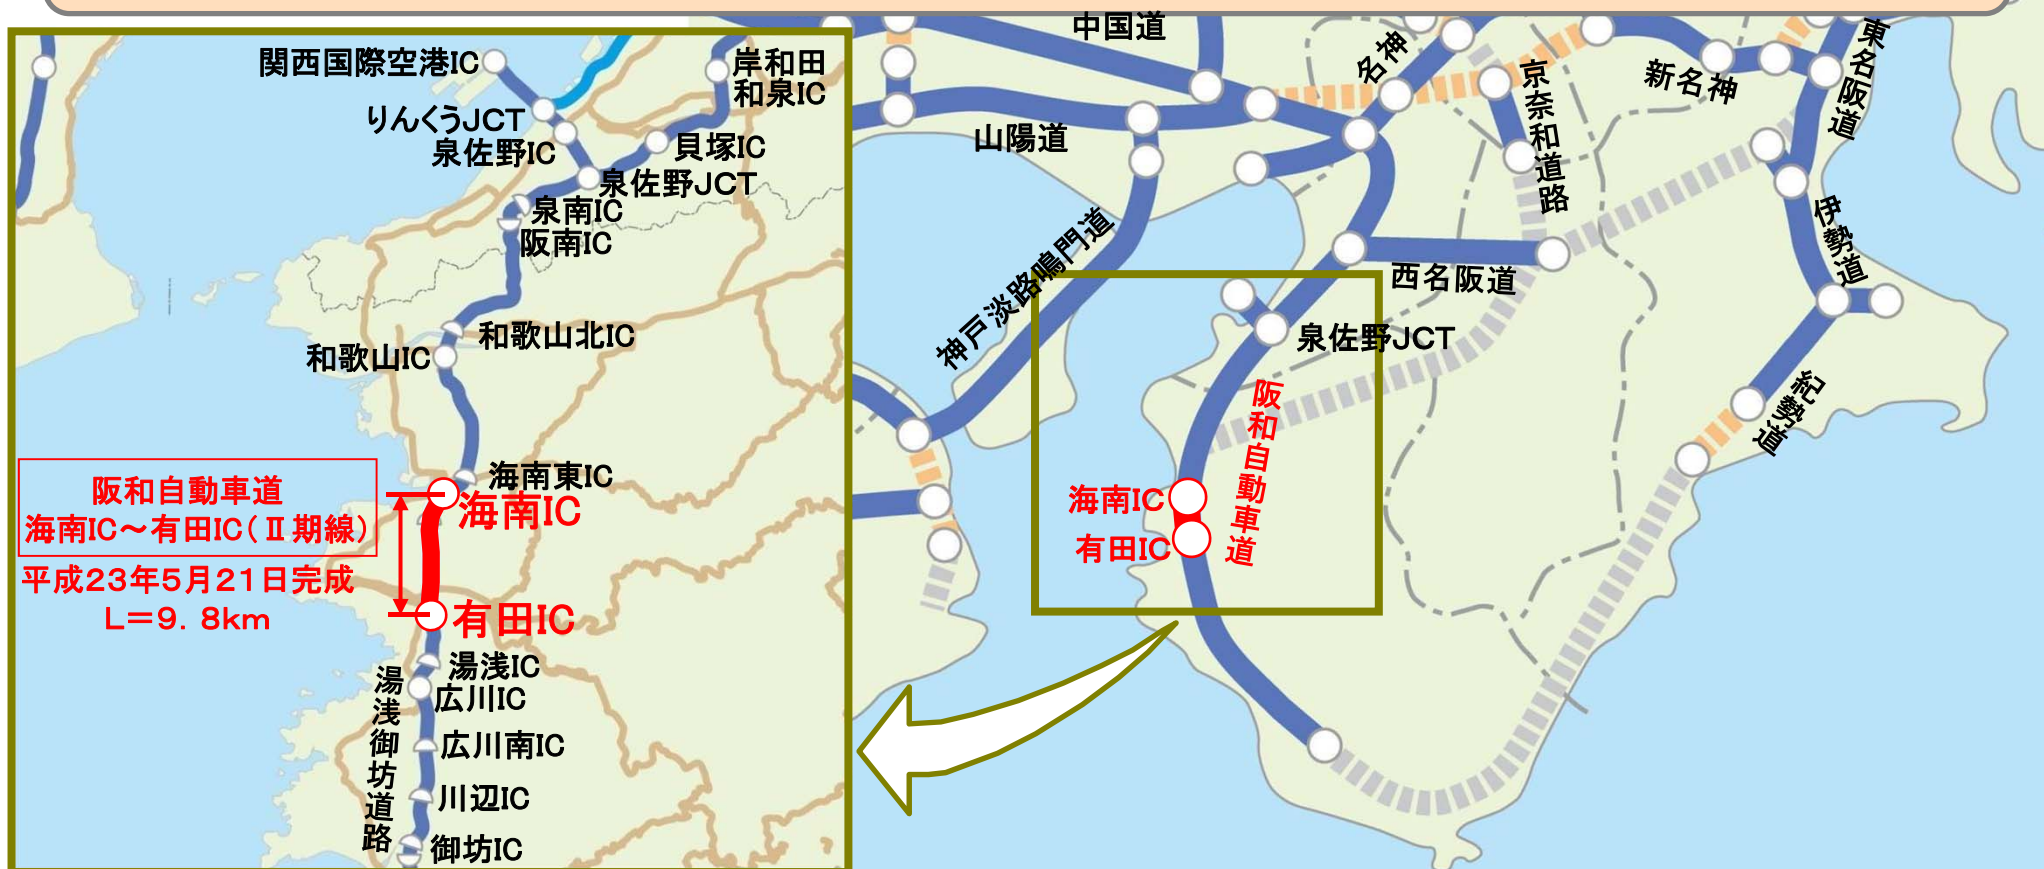 関西国際空港IC
りんくうJCT
泉佐野IC
岸和田
和泉IC
貝塚IC
泉佐野JCT
泉南IC
阪南IC
和歌山北IC
和歌山IC
海南東IC
海南IC
阪和自動車道
海南IC～有田IC(Ⅱ期線)
平成23年5月21日完成
L＝9．8km
有田IC
湯浅IC
広川IC
湯浅御坊道路
広川南IC
川辺IC
御坊IC
中国道
山陽道
名神
京奈和道路
新名神
東名阪道
伊勢道
神戸淡路鳴門道
西名阪道
泉佐野JCT
阪和自動車道
海南IC
有田IC
紀勢道